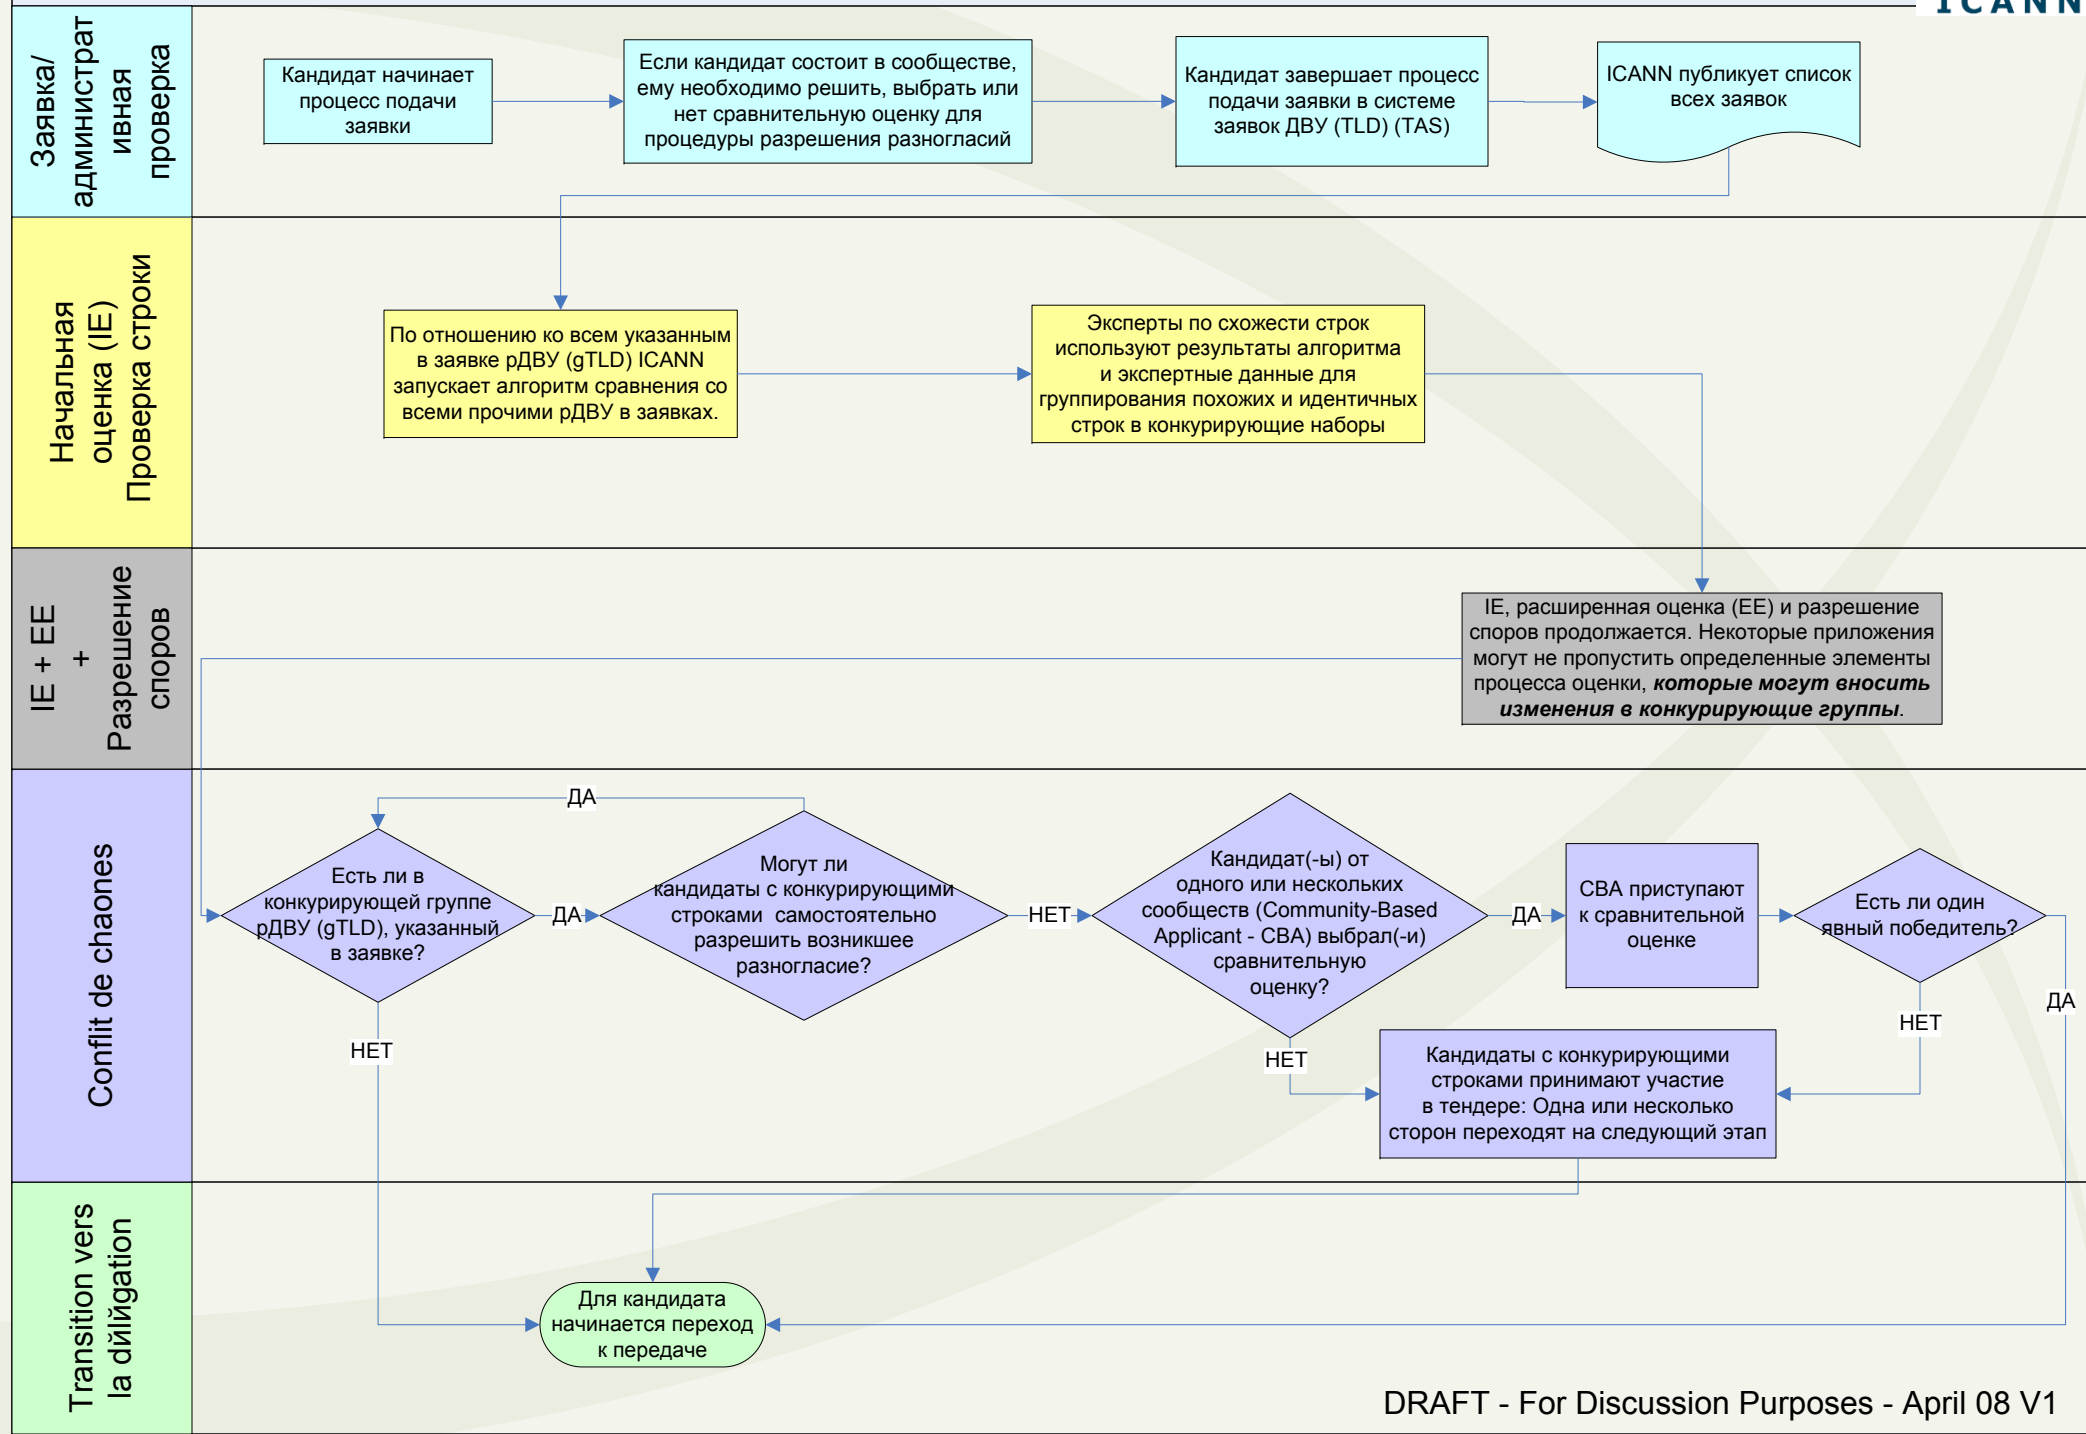 ICANN
Заявка/
администрат
ивная
проверка
Кандидат начинает
процесс подачи
заявки
Если кандидат состоит в сообществе,
ему необходимо решить, выбрать или
нет сравнительную оценку для
процедуры разрешения разногласий
Кандидат завершает процесс
подачи заявки в системе
заявок ДВУ (TLD) (TAS)
ICANN публикует список
всех заявок
Начальная
оценка (IE)
Проверка строки
По отношению ко всем указанным
в заявке рДВУ (gTLD) ICANN
запускает алгоритм сравнения со
всеми прочими рДВУ в заявках.
Эксперты по схожести строк
используют результаты алгоритма
и экспертные данные для
группирования похожих и идентичных
строк в конкурирующие наборы
IE + EE
+
Разрешение
споров
IE, расширенная оценка (EE) и разрешение
споров продолжается. Некоторые приложения
могут не пропустить определенные элементы
процесса оценки, которые могут вносить
изменения в конкурирующие группы.
Conflit de chaones
ДА
Есть ли в
конкурирующей группе
рДВУ (gTLD), указанный
в заявке?
ДА
Могут ли
кандидаты с конкурирующими
строками самостоятельно
разрешить возникшее
разногласие?
НЕТ
Кандидат(-ы) от
одного или нескольких
сообществ (Community-Based
Applicant - CBA) выбрал(-и)
сравнительную
оценку?
ДА
CBA приступают
к сравнительной
оценке
Есть ли один
явный победитель?
ДА
НЕТ
НЕТ
НЕТ
Кандидаты с конкурирующими
строками принимают участие
в тендере: Одна или несколько
сторон переходят на следующий этап
Transition vers
la dйlйgation
Для кандидата
начинается переход
к передаче
DRAFT - For Discussion Purposes - April 08 V1